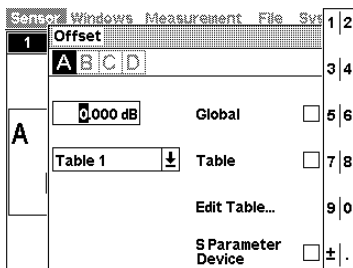 Sensor Windows Measurement File Sys
1 Offset 1|2
A B C D 3|4
0.000 dB Global 5|6
A
Table 1 Table 7|8
Edit Table... 9|0
S Parameter
Device ±|.